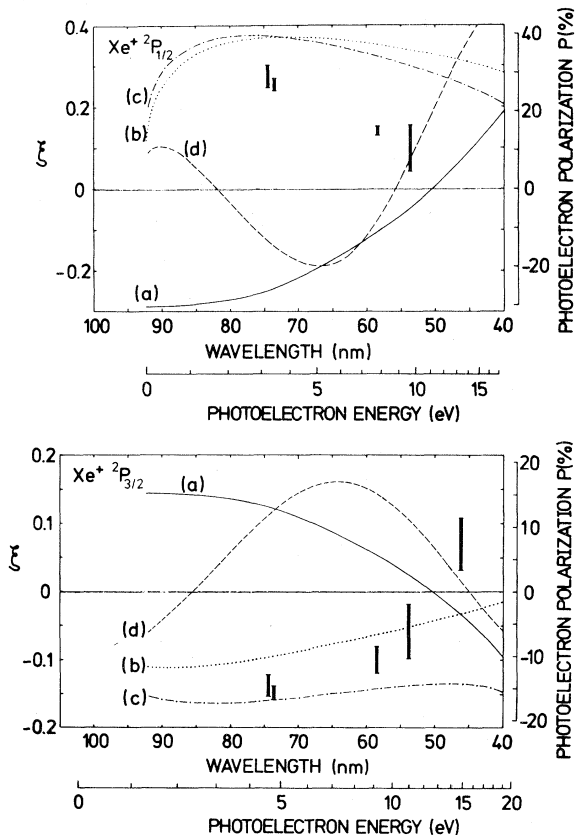 Xe⁺ ²P₁/₂
0.4
0.2
0
-0.2
ξ
40
20
0
-20
PHOTOELECTRON POLARIZATION P(%)
(c)
(b)
(d)
(a)
100 90 80 70 60 50 40
WAVELENGTH (nm)
0 5 10 15
PHOTOELECTRON ENERGY (eV)
Xe⁺ ²P₃/₂
0.2
0.1
0
-0.1
-0.2
ξ
20
10
0
-10
-20
PHOTOELECTRON POLARIZATION P(%)
(a)
(d)
(b)
(c)
100 90 80 70 60 50 40
WAVELENGTH (nm)
0 5 10 15 20
PHOTOELECTRON ENERGY (eV)